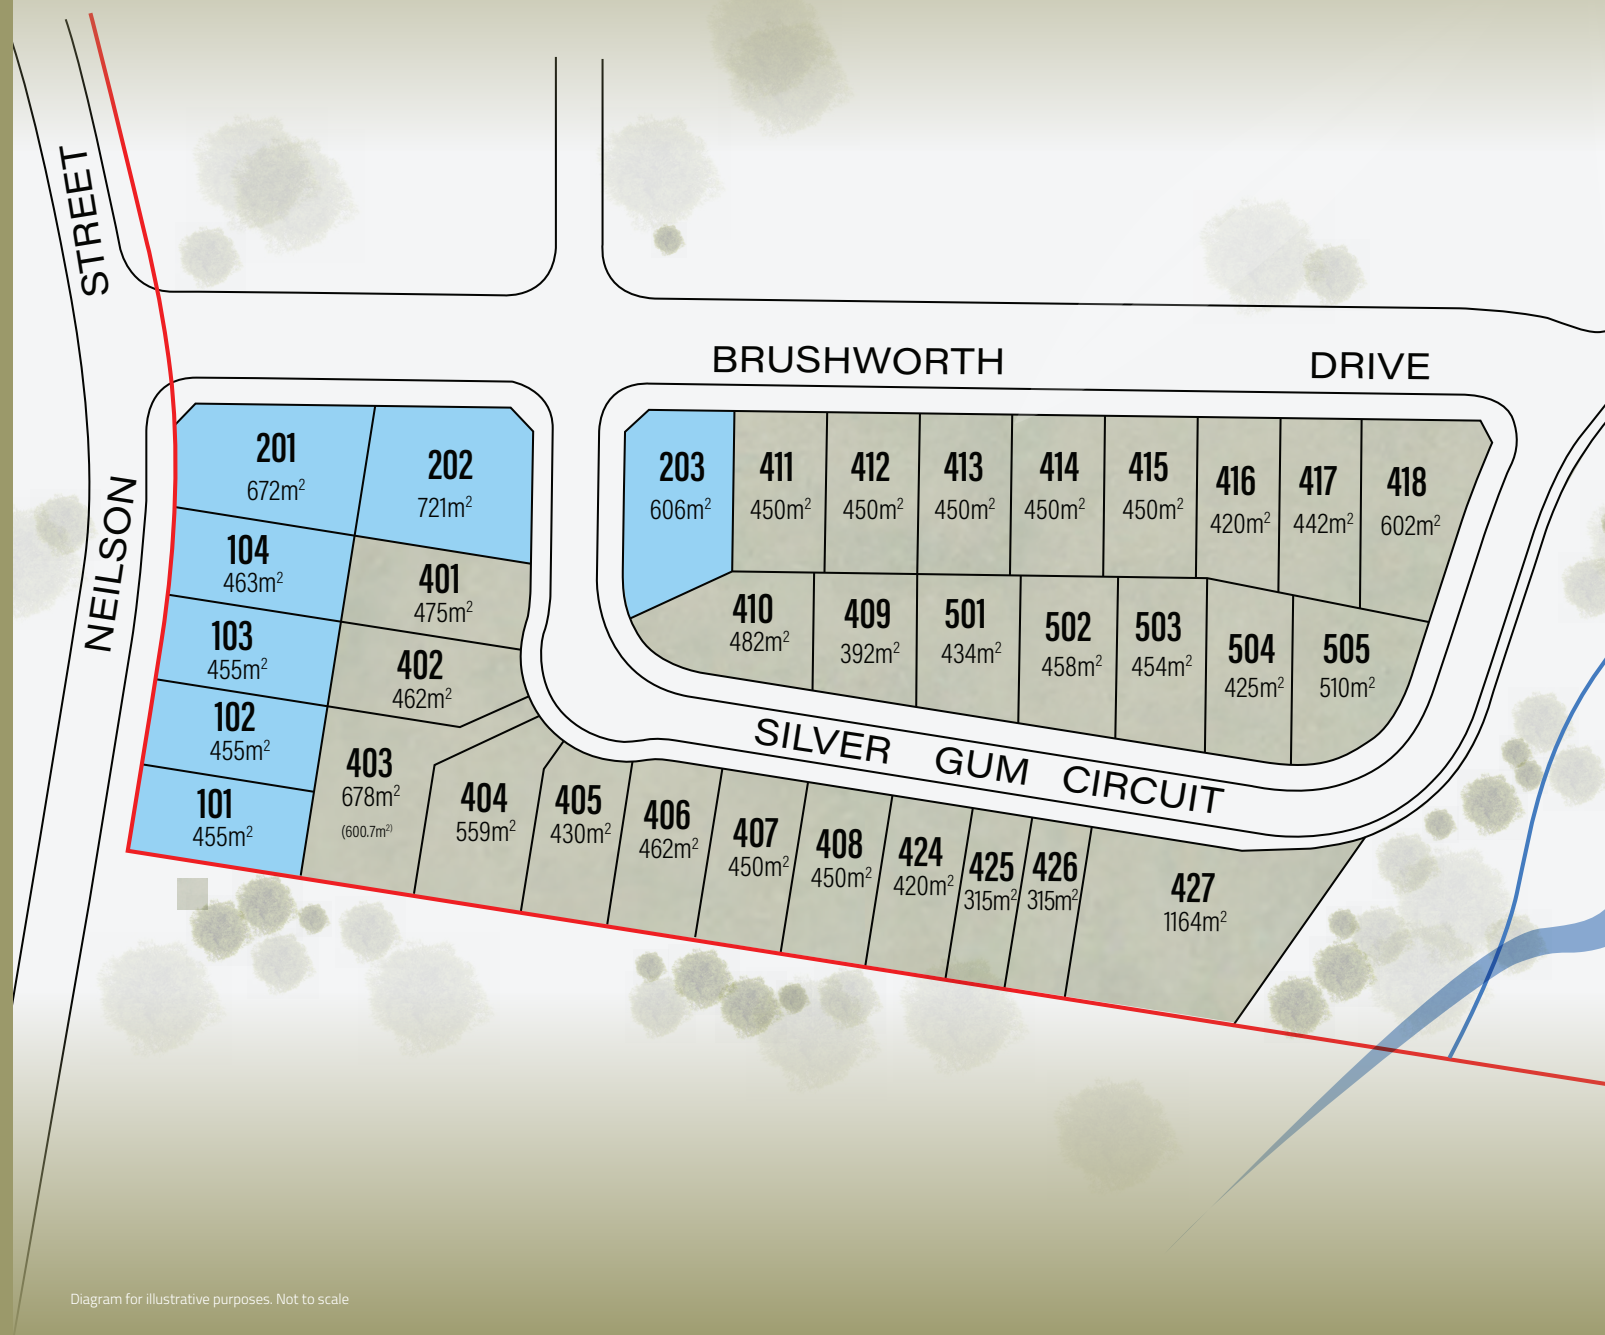 STREET
NEILSON
BRUSHWORTH DRIVE
201
672m²
202
721m²
203
606m²
411
450m²
412
450m²
413
450m²
414
450m²
415
450m²
416
420m²
417
442m²
418
602m²
104
463m²
401
475m²
103
455m²
402
462m²
102
455m²
101
455m²
403
678m²
(600.7m²)
410
482m²
409
392m²
501
434m²
502
458m²
503
454m²
504
425m²
505
510m²
SILVER GUM CIRCUIT
404
559m²
405
430m²
406
462m²
407
450m²
408
450m²
424
420m²
425
315m²
426
315m²
427
1164m²
Diagram for illustrative purposes. Not to scale